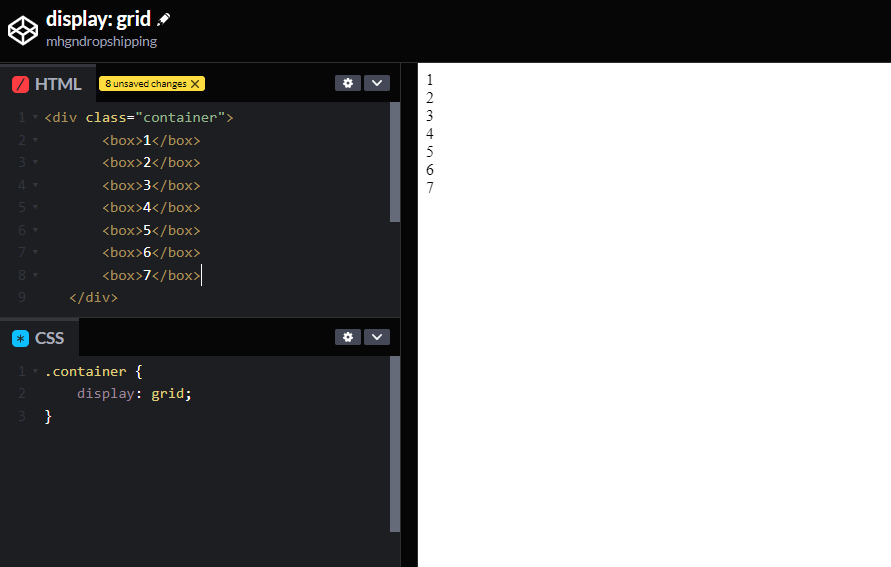 display: grid
mhgndropshipping
HTML 8 unsaved changes X
1 <div class="container">
2 <box>1</box>
3 <box>2</box>
4 <box>3</box>
5 <box>4</box>
6 <box>5</box>
7 <box>6</box>
8 <box>7</box>
9 </div>
CSS
1 .container {
2 display: grid;
3 }
1
2
3
4
5
6
7